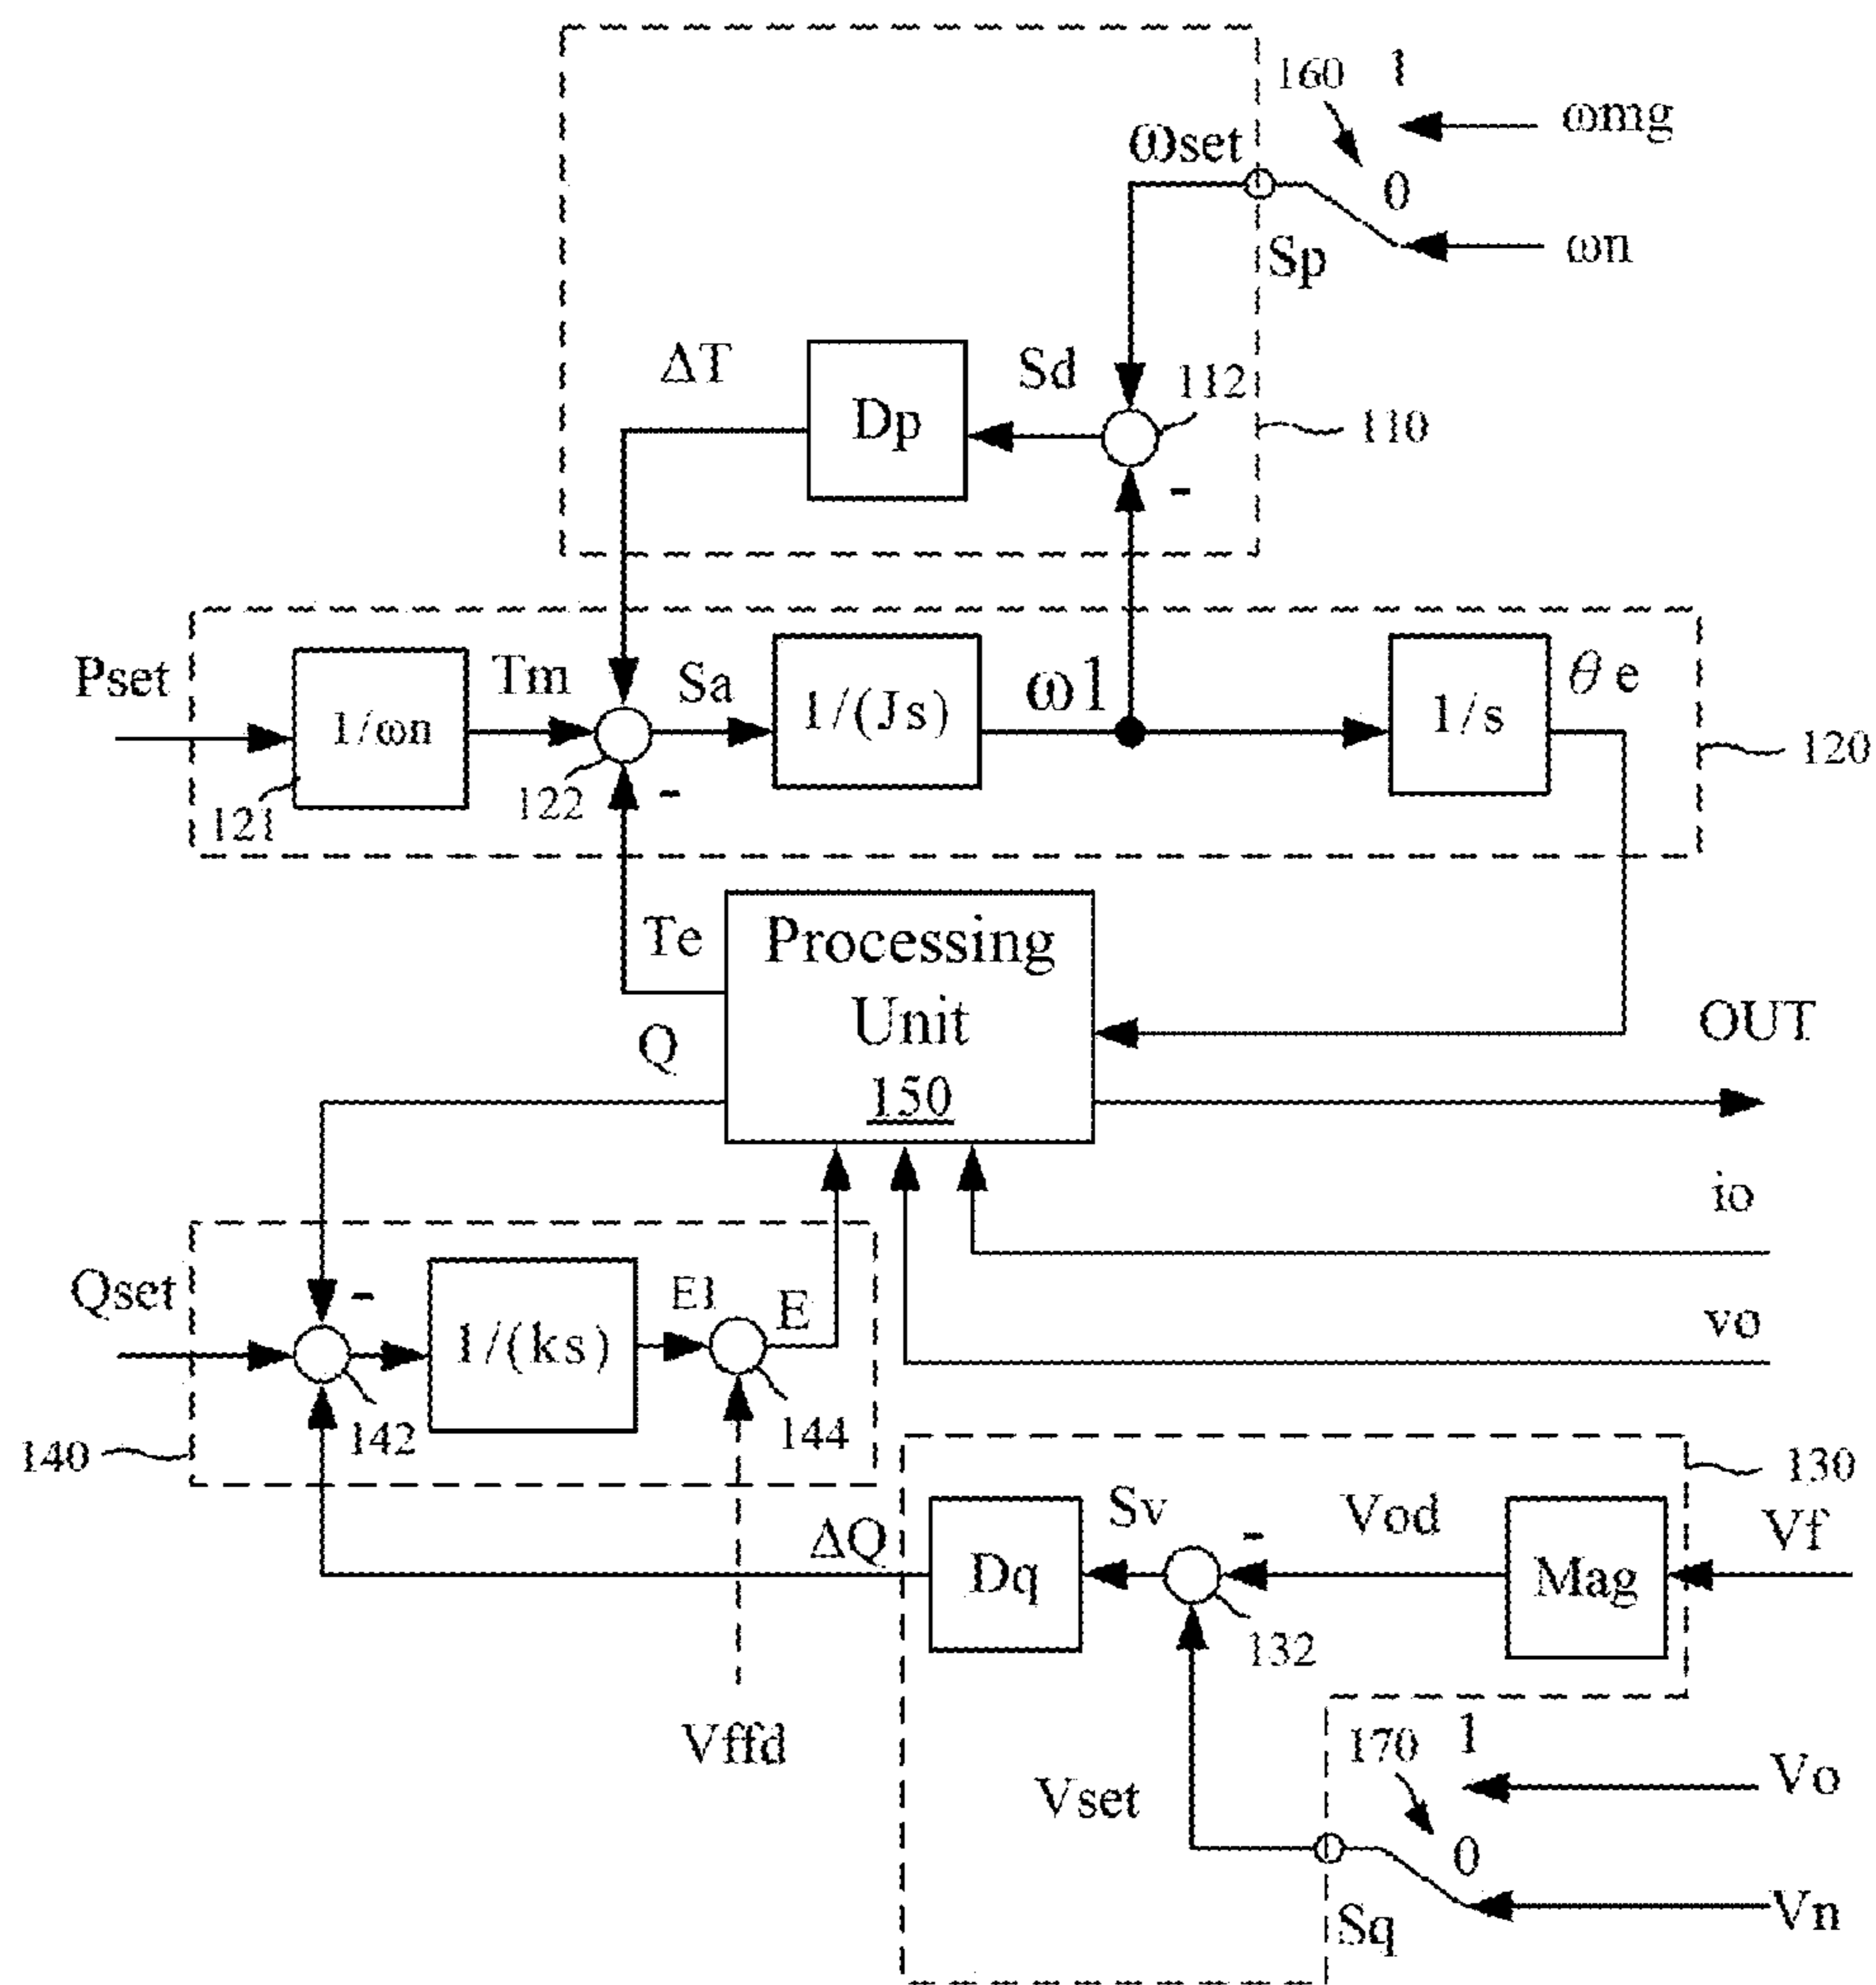 160
1
ωmg
ωset
0
Sp
ωn
ΔT
Dp
Sd
112
110
-
Pset
1/ωn
Tm
Sa
1/(Js)
ω1
1/s
θe
121
122
-
120
Te
Processing
Unit
150
Q
OUT
io
vo
Qset
-
1/(ks)
E1
E
142
144
140
130
ΔQ
Dq
Sv
-
Vod
Mag
Vf
132
Vffd
Vset
170
1
Vo
0
Sq
Vn